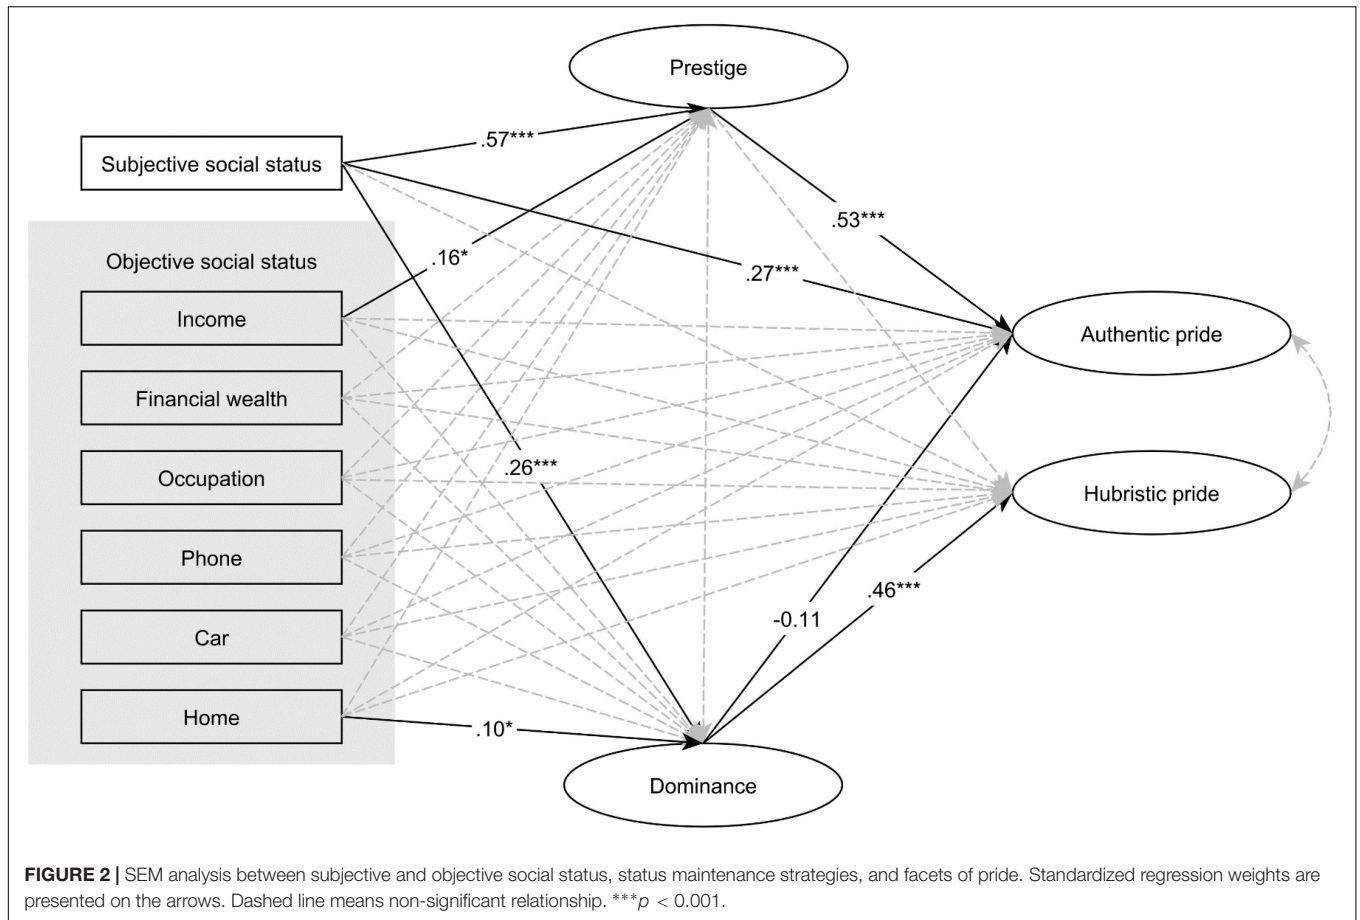 Prestige
.57***
Subjective social status
.53***
.16*
Objective social status
.27***
Income
Authentic pride
Financial wealth
.26***
Occupation
Hubristic pride
Phone
.46***
-0.11
Car
Home
.10*
Dominance
FIGURE 2 | SEM analysis between subjective and objective social status, status maintenance strategies, and facets of pride. Standardized regression weights are
presented on the arrows. Dashed line means non-significant relationship. ***p < 0.001.